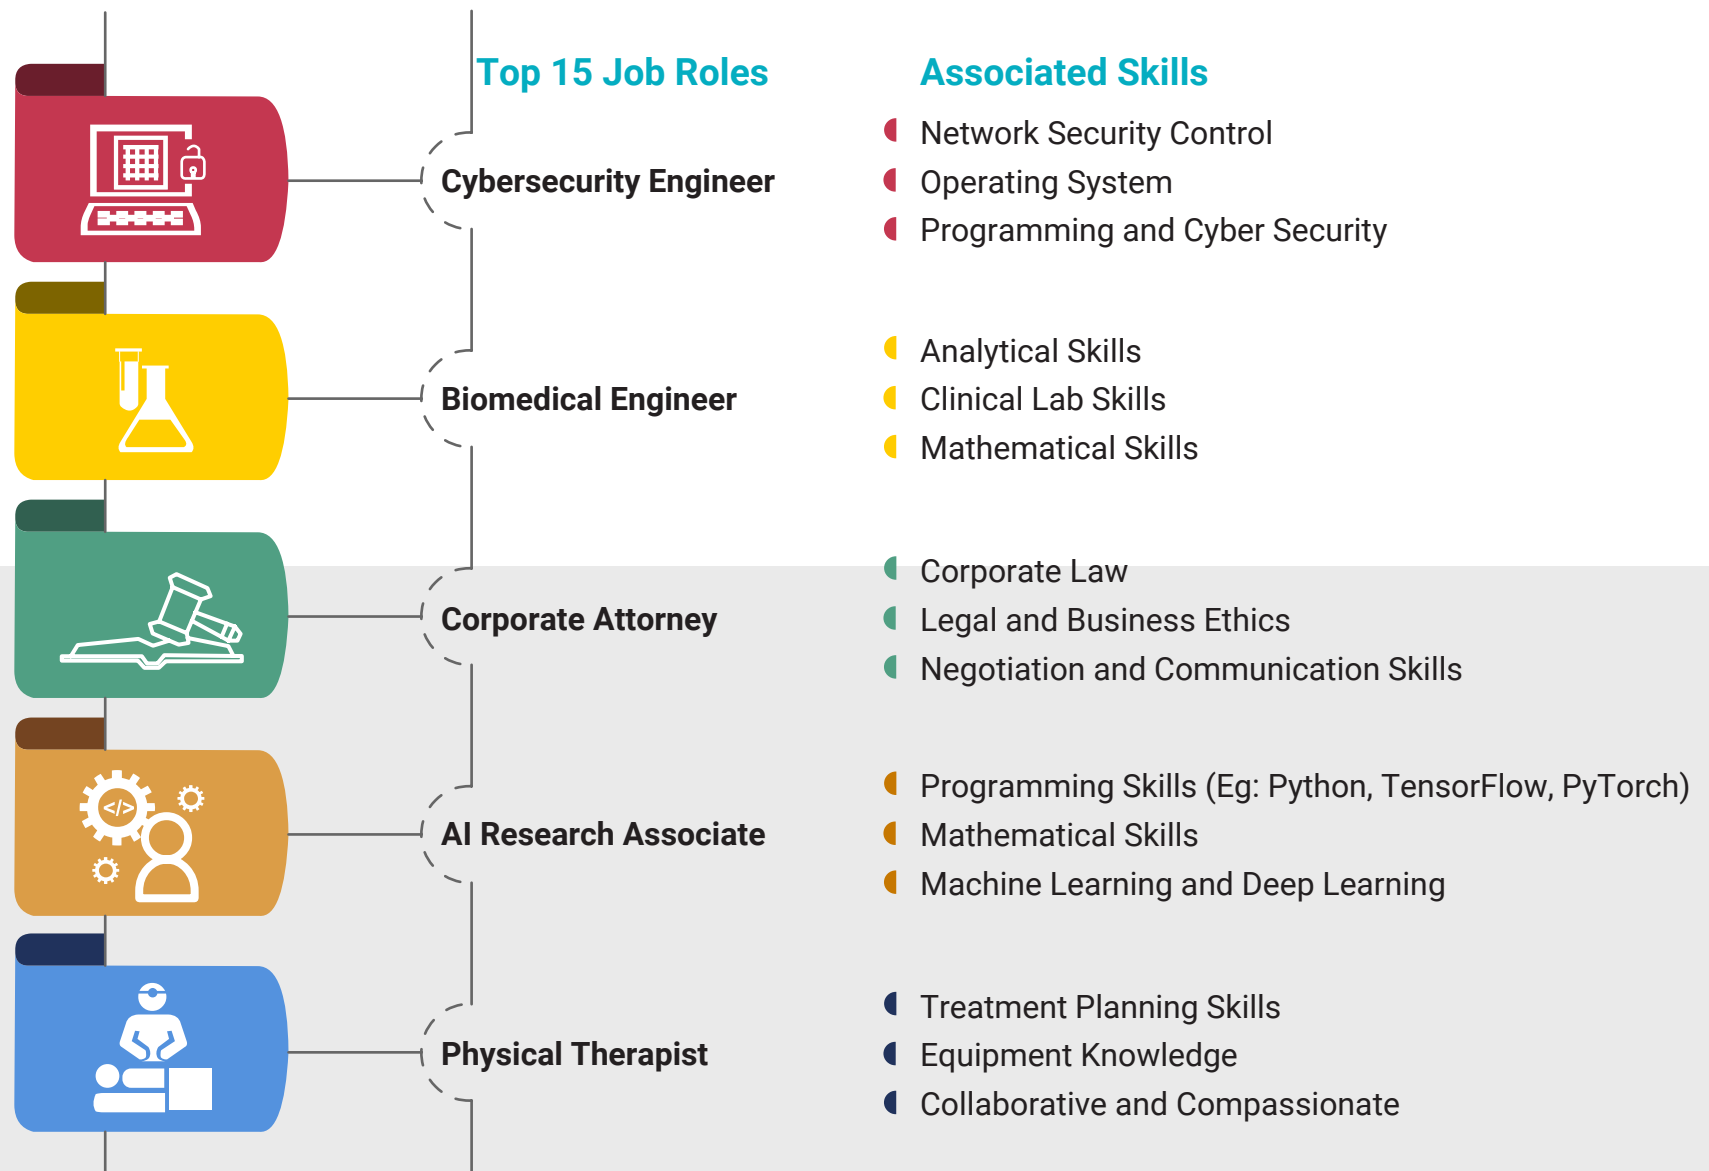 Top 15 Job Roles
Associated Skills
Cybersecurity Engineer
Network Security Control
Operating System
Programming and Cyber Security
Biomedical Engineer
Analytical Skills
Clinical Lab Skills
Mathematical Skills
Corporate Attorney
Corporate Law
Legal and Business Ethics
Negotiation and Communication Skills
</>
AI Research Associate
Programming Skills (Eg: Python, TensorFlow, PyTorch)
Mathematical Skills
Machine Learning and Deep Learning
Physical Therapist
Treatment Planning Skills
Equipment Knowledge
Collaborative and Compassionate